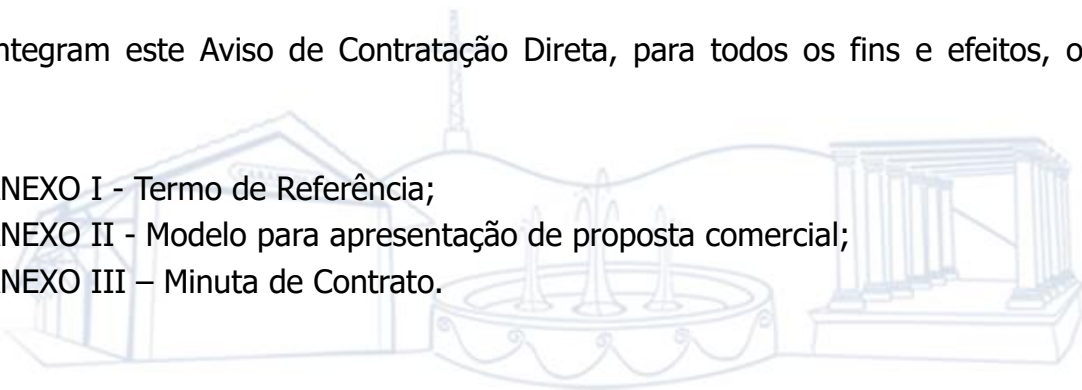 ntegram este Aviso de Contratação Direta, para todos os fins e efeitos, o
NEXO I - Termo de Referência;
NEXO II - Modelo para apresentação de proposta comercial;
NEXO III – Minuta de Contrato.